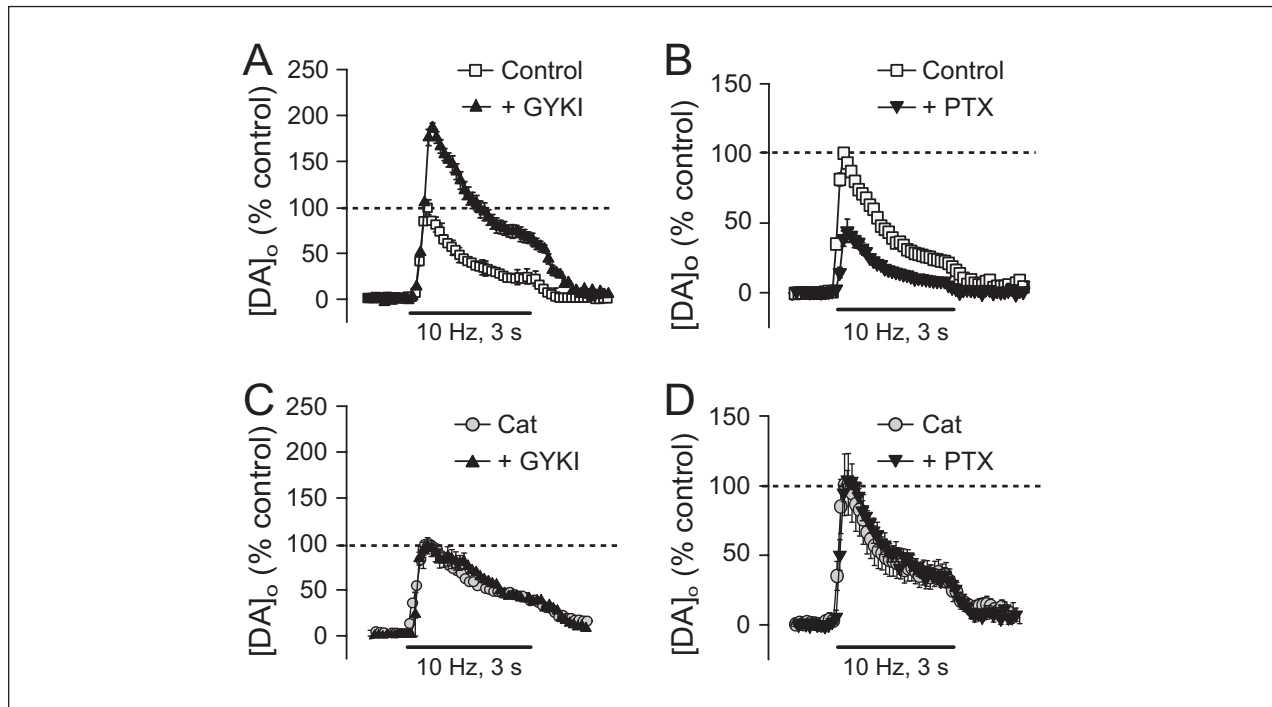 A
250
200
150
100
50
0
[DA]o (% control)
Control
+ GYKI
10 Hz, 3 s
B
150
100
50
0
[DA]o (% control)
Control
+ PTX
10 Hz, 3 s
C
250
200
150
100
50
0
[DA]o (% control)
Cat
+ GYKI
10 Hz, 3 s
D
150
100
50
0
[DA]o (% control)
Cat
+ PTX
10 Hz, 3 s